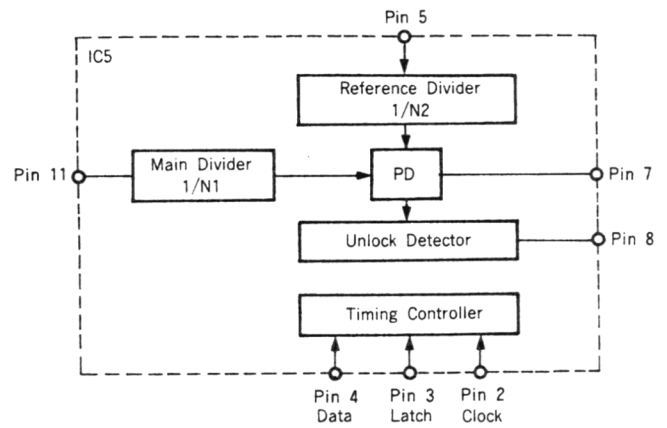 Pin 5
IC5
Reference Divider
1/N2
Main Divider
1/N1
Pin 11
PD
Pin 7
Unlock Detector
Pin 8
Timing Controller
Pin 4
Data
Pin 3
Latch
Pin 2
Clock